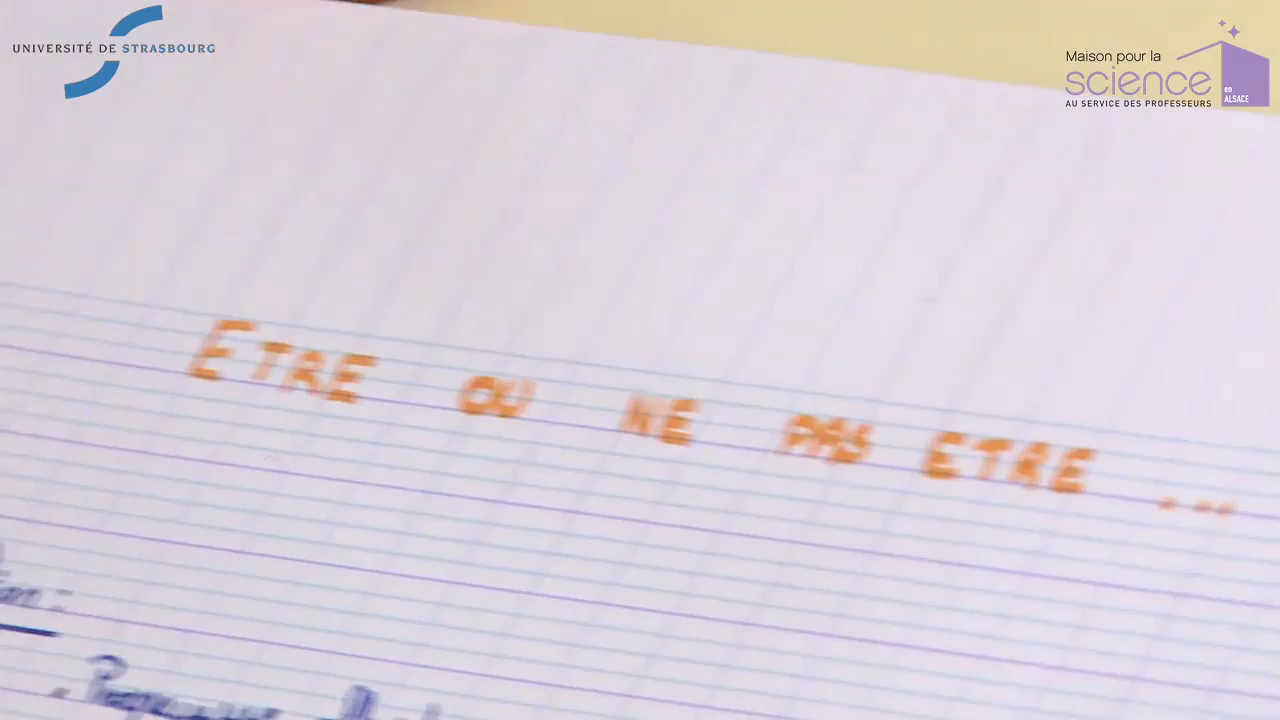 UNIVERSITÉ DE STRASBOURG
Maison pour la
science
en
ALSACE
AU SERVICE DES PROFESSEURS
ETRE OU NE PAS ETRE ...